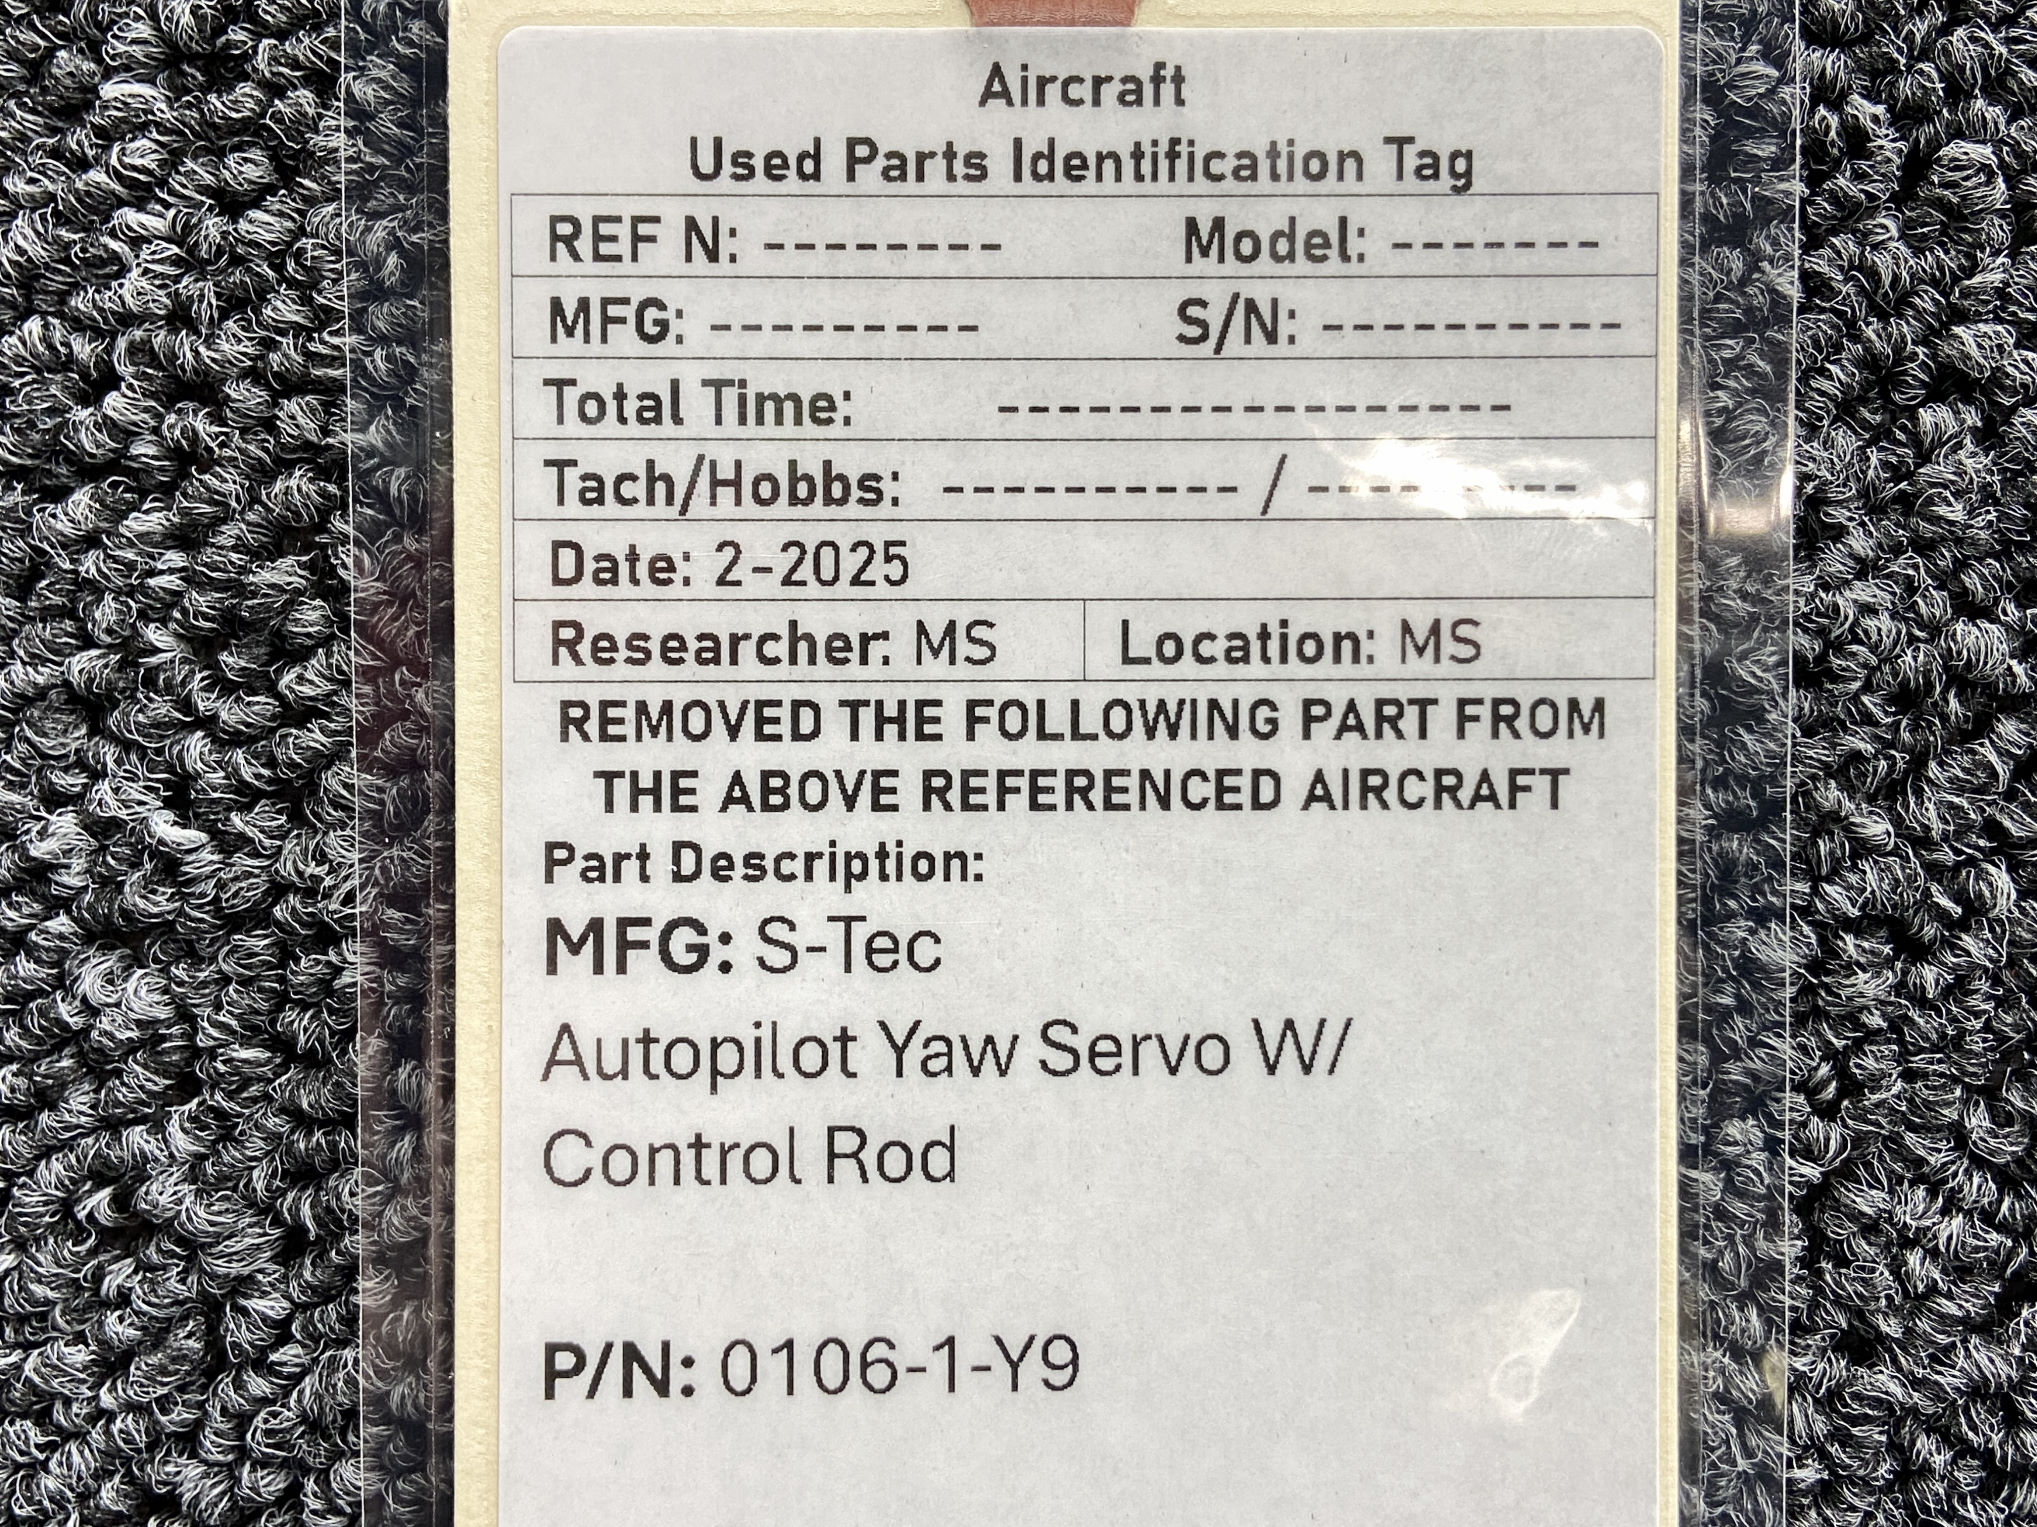 Aircraft
Used Parts Identification Tag
REF N: -------- Model: -------
MFG: --------- S/N: ----------
Total Time: -----------------
Tach/Hobbs: ---------- / ---------
Date: 2-2025
Researcher: MS Location: MS
REMOVED THE FOLLOWING PART FROM
THE ABOVE REFERENCED AIRCRAFT
Part Description:
MFG: S-Tec
Autopilot Yaw Servo W/
Control Rod
P/N: 0106-1-Y9